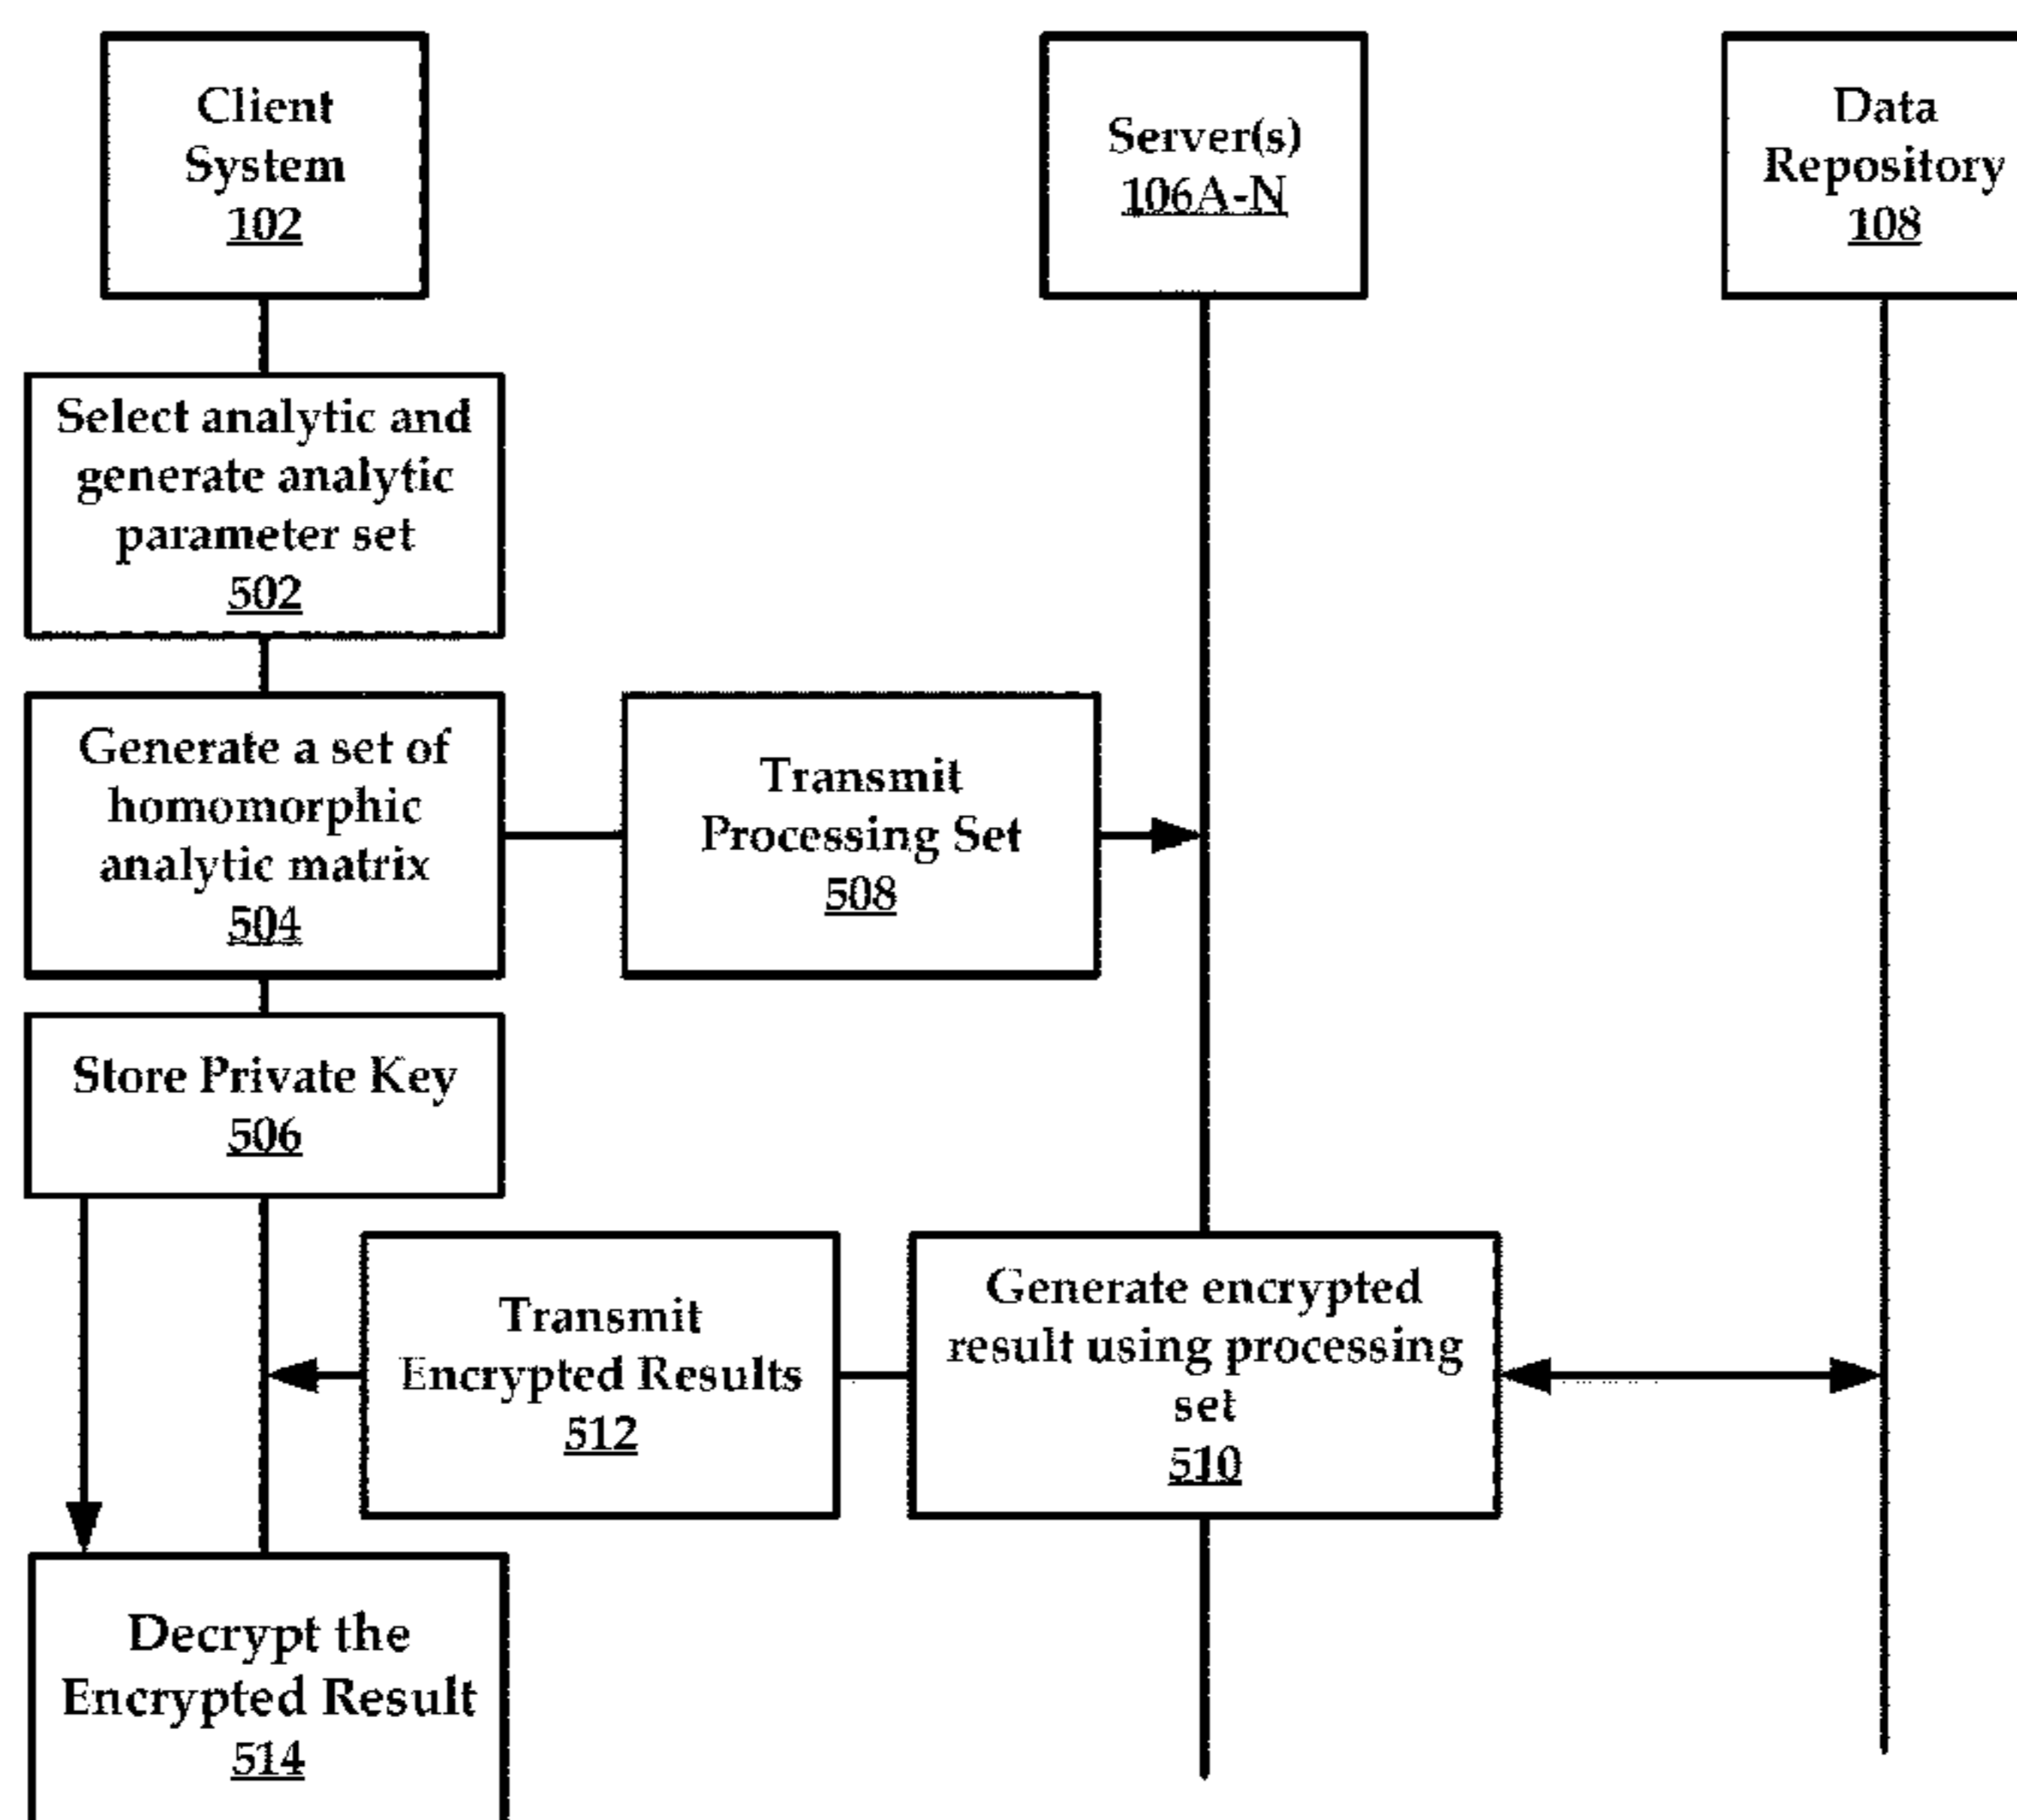 Client
System
102
Server(s)
106A-N
Data
Repository
108
Select analytic and
generate analytic
parameter set
502
Generate a set of
homomorphic
analytic matrix
504
Transmit
Processing Set
508
Store Private Key
506
Transmit
Encrypted Results
512
Generate encrypted
result using processing
set
510
Decrypt the
Encrypted Result
514